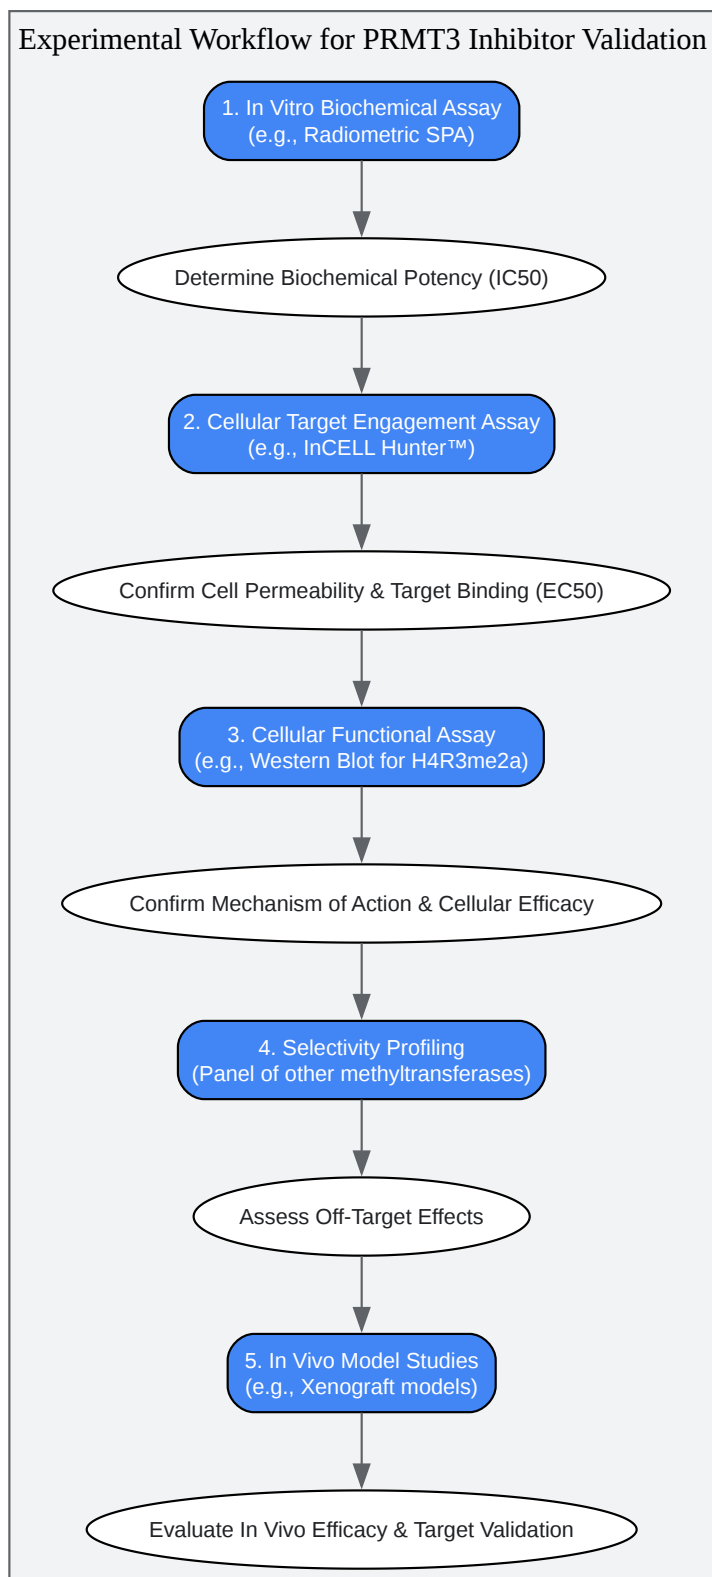 Experimental Workflow for PRMT3 Inhibitor Validation
1. In Vitro Biochemical Assay
(e.g., Radiometric SPA)
Determine Biochemical Potency (IC50)
2. Cellular Target Engagement Assay
(e.g., InCELL Hunter™)
Confirm Cell Permeability & Target Binding (EC50)
3. Cellular Functional Assay
(e.g., Western Blot for H4R3me2a)
Confirm Mechanism of Action & Cellular Efficacy
4. Selectivity Profiling
(Panel of other methyltransferases)
Assess Off-Target Effects
5. In Vivo Model Studies
(e.g., Xenograft models)
Evaluate In Vivo Efficacy & Target Validation